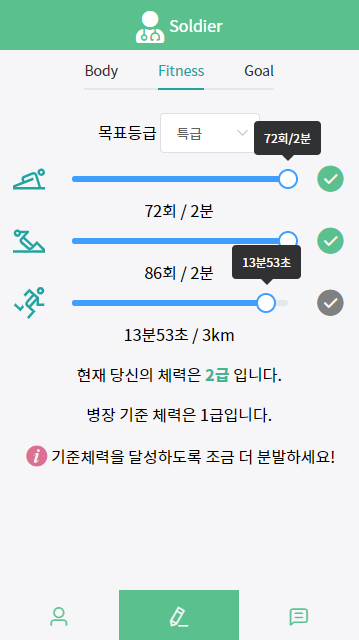 Soldier
Body Fitness Goal
목표등급 특급
72회/2분
72회 / 2분
86회 / 2분
13분53초
13분53초 / 3km
현재 당신의 체력은 2급 입니다.
병장 기준 체력은 1급입니다.
기준체력을 달성하도록 조금 더 분발하세요!